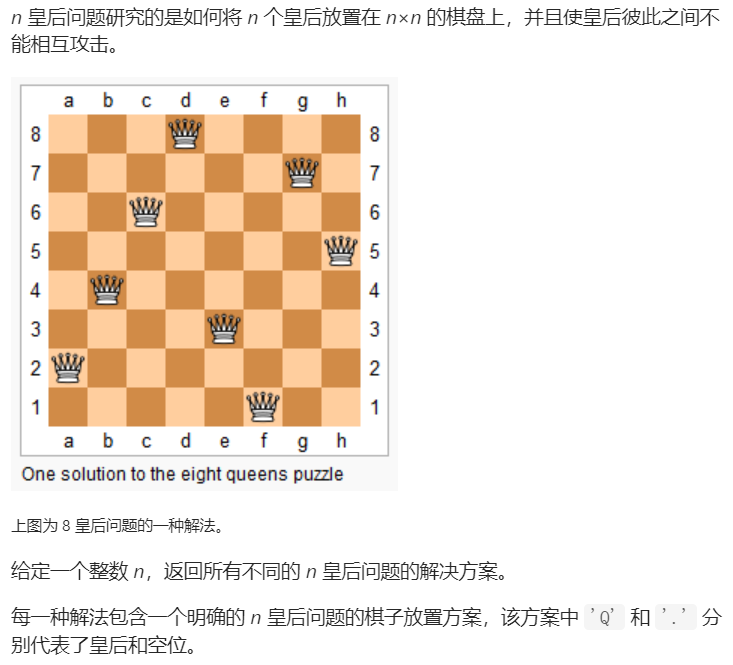 n 皇后问题研究的是如何将 n 个皇后放置在 n×n 的棋盘上，并且使皇后彼此之间不
能相互攻击。
a b c d e f g h
8 8
7 7
6 6
5 5
4 4
3 3
2 2
1 1
a b c d e f g h
One solution to the eight queens puzzle
上图为 8 皇后问题的一种解法。
给定一个整数 n，返回所有不同的 n 皇后问题的解决方案。
每一种解法包含一个明确的 n 皇后问题的棋子放置方案，该方案中 'Q' 和 '.' 分
别代表了皇后和空位。